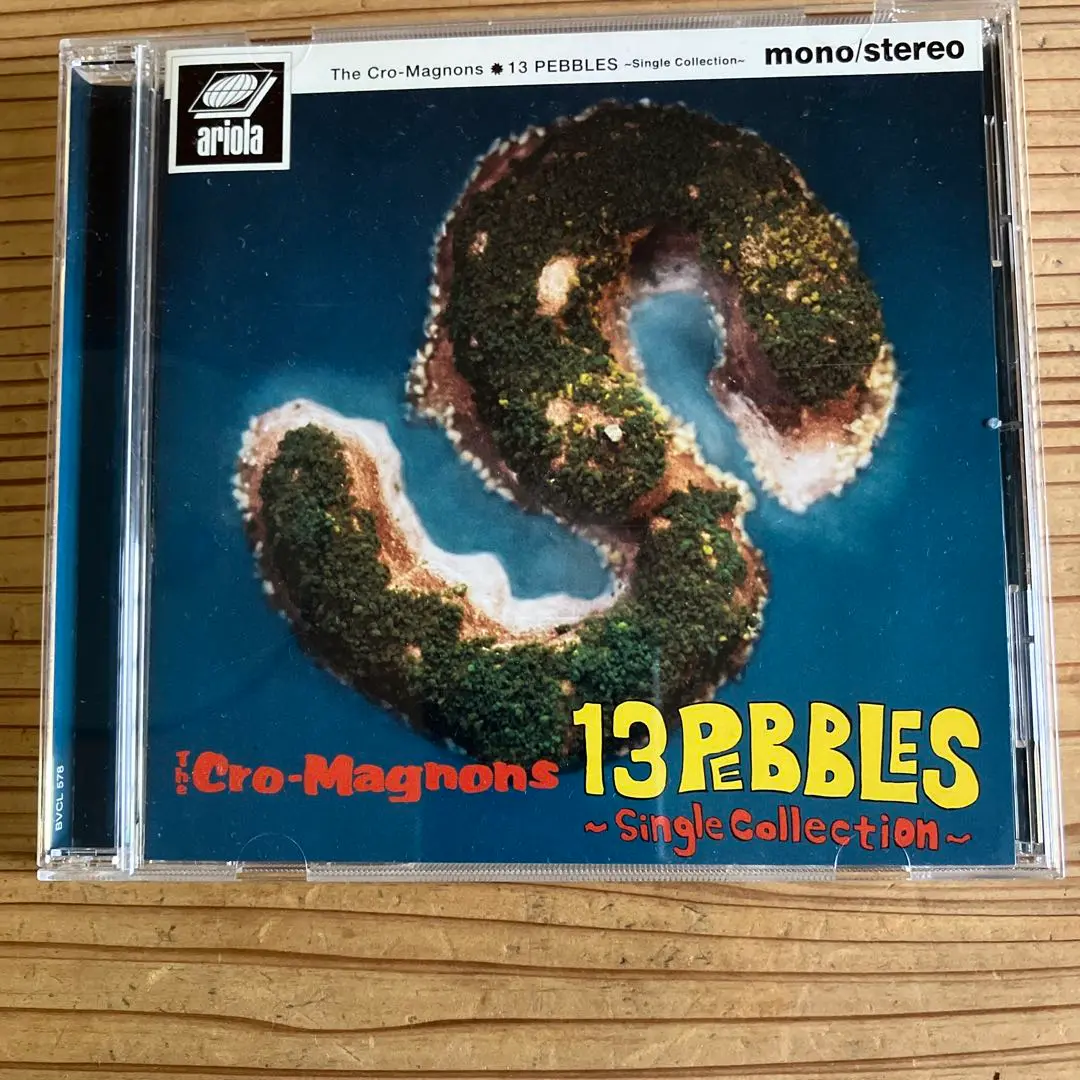 The Cro-Magnons ✹ 13 PEBBLES ~Single Collection~ mono/stereo
ariola
The Cro-Magnons 13 PEBBLES
~ Single Collection ~
BVCL 578